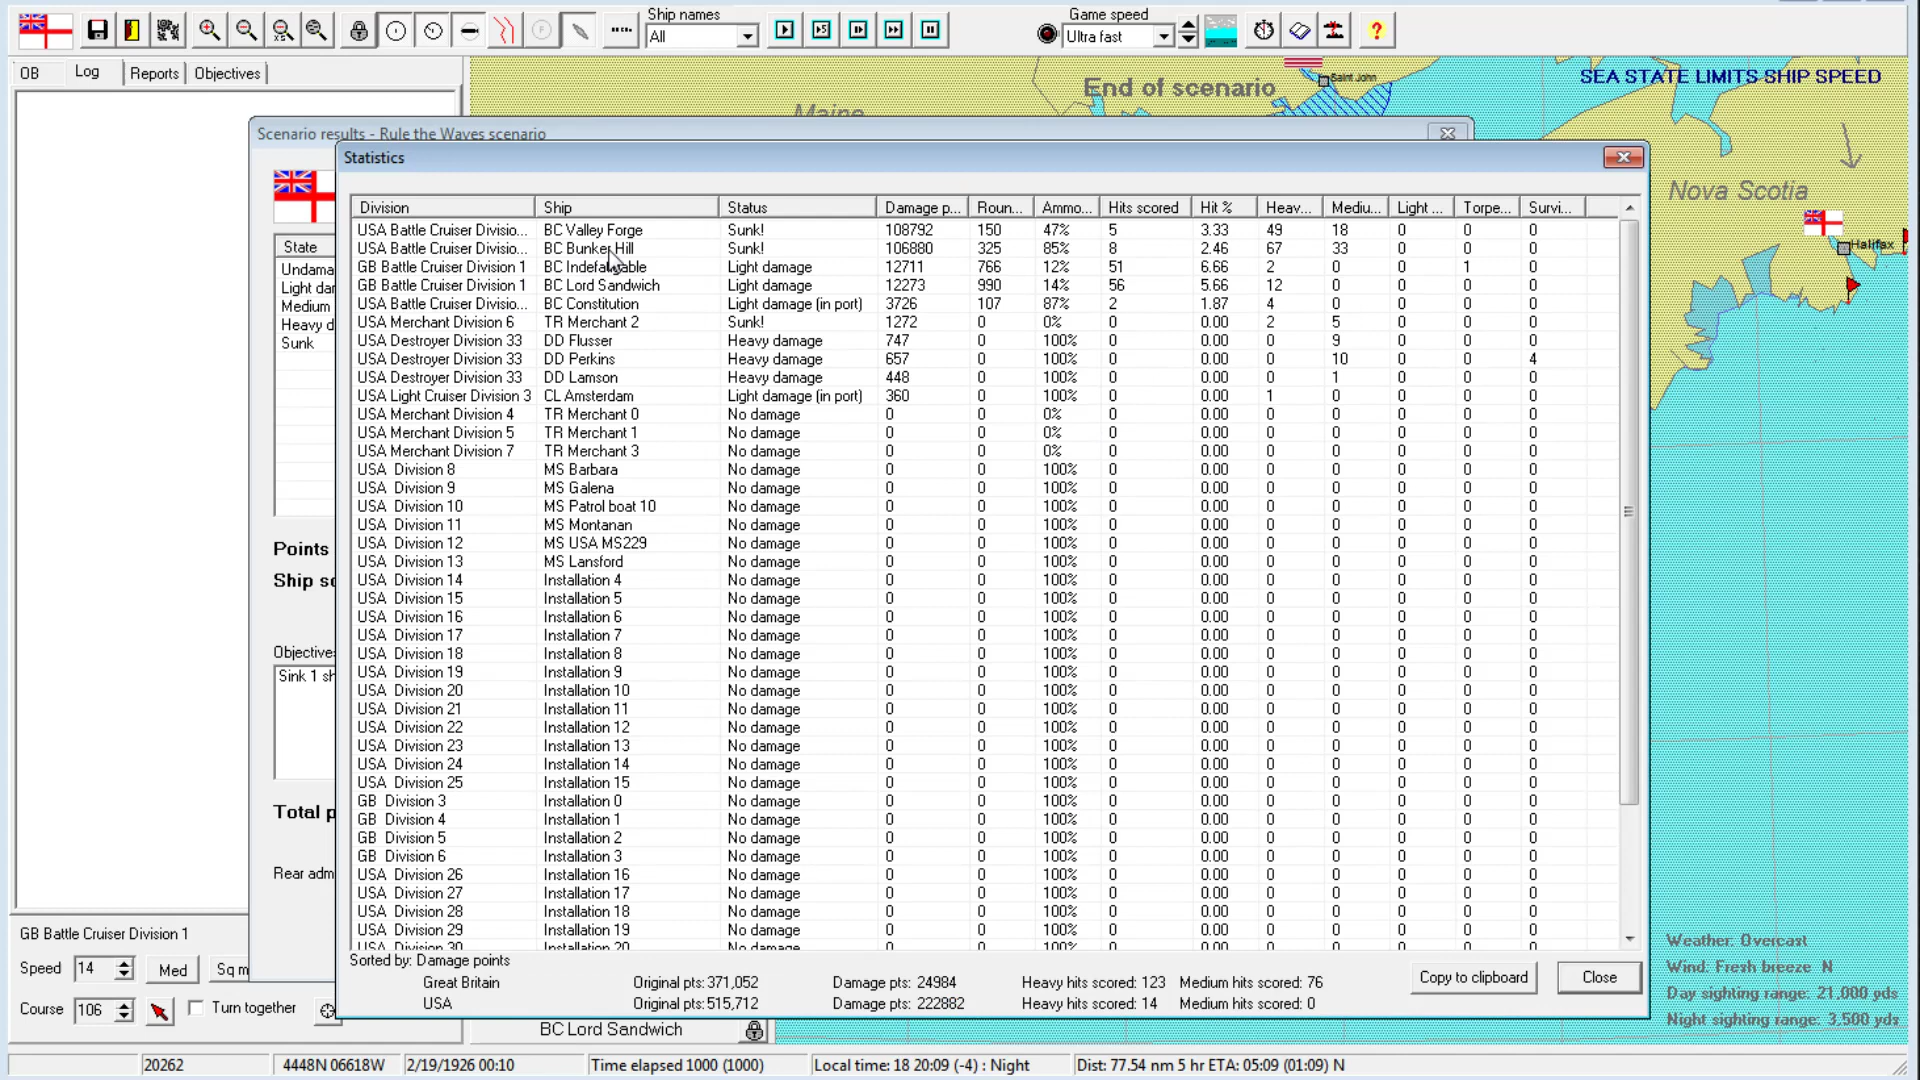 Ship names
All
Game speed
Ultra fast
OB
Log
Reports
Objectives
End of scenario
Maine
Saint John
SEA STATE LIMITS SHIP SPEED
Nova Scotia
Halifax
Scenario results - Rule the Waves scenario
Statistics
Division Ship Status Damage p... Roun... Ammo... Hits scored Hit % Heav... Mediu... Light ... Torpe... Survi...
USA Battle Cruiser Divisio... BC Valley Forge Sunk! 108792 150 47% 5 3.33 49 18 0 0 0
USA Battle Cruiser Divisio... BC Bunker Hill Sunk! 106880 325 85% 8 2.46 67 33 0 0 0
GB Battle Cruiser Division 1 BC Indefatigable Light damage 12711 766 12% 51 6.66 2 0 0 1 0
GB Battle Cruiser Division 1 BC Lord Sandwich Light damage 12273 990 14% 56 5.66 12 0 0 0 0
USA Battle Cruiser Divisio... BC Constitution Light damage (in port) 3726 107 87% 2 1.87 4 0 0 0 0
USA Merchant Division 6 TR Merchant 2 Sunk! 1272 0 0% 0 0.00 2 5 0 0 0
USA Destroyer Division 33 DD Flusser Heavy damage 747 0 100% 0 0.00 0 9 0 0 0
USA Destroyer Division 33 DD Perkins Heavy damage 657 0 100% 0 0.00 0 10 0 0 4
USA Destroyer Division 33 DD Lamson Heavy damage 448 0 100% 0 0.00 0 1 0 0 0
USA Light Cruiser Division 3 CL Amsterdam Light damage (in port) 360 0 100% 0 0.00 1 0 0 0 0
USA Merchant Division 4 TR Merchant 0 No damage 0 0 0% 0 0.00 0 0 0 0 0
USA Merchant Division 5 TR Merchant 1 No damage 0 0 0% 0 0.00 0 0 0 0 0
USA Merchant Division 7 TR Merchant 3 No damage 0 0 0% 0 0.00 0 0 0 0 0
USA Division 8 MS Barbara No damage 0 0 100% 0 0.00 0 0 0 0 0
USA Division 9 MS Galena No damage 0 0 100% 0 0.00 0 0 0 0 0
USA Division 10 MS Patrol boat 10 No damage 0 0 100% 0 0.00 0 0 0 0 0
USA Division 11 MS Montanan No damage 0 0 100% 0 0.00 0 0 0 0 0
USA Division 12 MS USA MS229 No damage 0 0 100% 0 0.00 0 0 0 0 0
USA Division 13 MS Lansford No damage 0 0 100% 0 0.00 0 0 0 0 0
USA Division 14 Installation 4 No damage 0 0 100% 0 0.00 0 0 0 0 0
USA Division 15 Installation 5 No damage 0 0 100% 0 0.00 0 0 0 0 0
USA Division 16 Installation 6 No damage 0 0 100% 0 0.00 0 0 0 0 0
USA Division 17 Installation 7 No damage 0 0 100% 0 0.00 0 0 0 0 0
USA Division 18 Installation 8 No damage 0 0 100% 0 0.00 0 0 0 0 0
USA Division 19 Installation 9 No damage 0 0 100% 0 0.00 0 0 0 0 0
USA Division 20 Installation 10 No damage 0 0 100% 0 0.00 0 0 0 0 0
USA Division 21 Installation 11 No damage 0 0 100% 0 0.00 0 0 0 0 0
USA Division 22 Installation 12 No damage 0 0 100% 0 0.00 0 0 0 0 0
USA Division 23 Installation 13 No damage 0 0 100% 0 0.00 0 0 0 0 0
USA Division 24 Installation 14 No damage 0 0 100% 0 0.00 0 0 0 0 0
USA Division 25 Installation 15 No damage 0 0 100% 0 0.00 0 0 0 0 0
GB Division 3 Installation 0 No damage 0 0 100% 0 0.00 0 0 0 0 0
GB Division 4 Installation 1 No damage 0 0 100% 0 0.00 0 0 0 0 0
GB Division 5 Installation 2 No damage 0 0 100% 0 0.00 0 0 0 0 0
GB Division 6 Installation 3 No damage 0 0 100% 0 0.00 0 0 0 0 0
USA Division 26 Installation 16 No damage 0 0 100% 0 0.00 0 0 0 0 0
USA Division 27 Installation 17 No damage 0 0 100% 0 0.00 0 0 0 0 0
USA Division 28 Installation 18 No damage 0 0 100% 0 0.00 0 0 0 0 0
USA Division 29 Installation 19 No damage 0 0 100% 0 0.00 0 0 0 0 0
USA Division 30 Installation 20 No damage 0 0 100% 0 0.00 0 0 0 0 0
Sorted by: Damage points
Great Britain Original pts: 371,052 Damage pts: 24984 Heavy hits scored: 123 Medium hits scored: 76
USA Original pts: 515,712 Damage pts: 222882 Heavy hits scored: 14 Medium hits scored: 0
Copy to clipboard
Close
State
Undama
Light dar
Medium
Heavy d
Sunk
Points
Ship sc
Objective
Sink 1 sh
Total p
Rear adm
GB Battle Cruiser Division 1
Speed 14 Med Sq m
Course 106 Turn together
BC Lord Sandwich
Weather: Overcast
Wind: Fresh breeze N
Day sighting range: 21,000 yds
Night sighting range: 3,500 yds
20262 4448N 06618W 2/19/1926 00:10 Time elapsed 1000 (1000) Local time: 18 20:09 (-4) : Night Dist: 77.54 nm 5 hr ETA: 05:09 (01:09) N